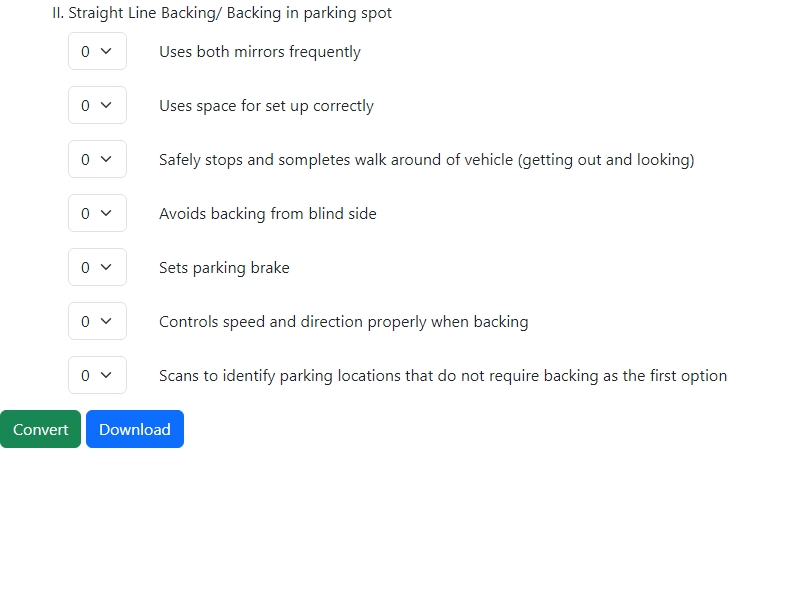 II. Straight Line Backing/ Backing in parking spot
0 Uses both mirrors frequently
0 Uses space for set up correctly
0 Safely stops and sompletes walk around of vehicle (getting out and looking)
0 Avoids backing from blind side
0 Sets parking brake
0 Controls speed and direction properly when backing
0 Scans to identify parking locations that do not require backing as the first option
Convert Download